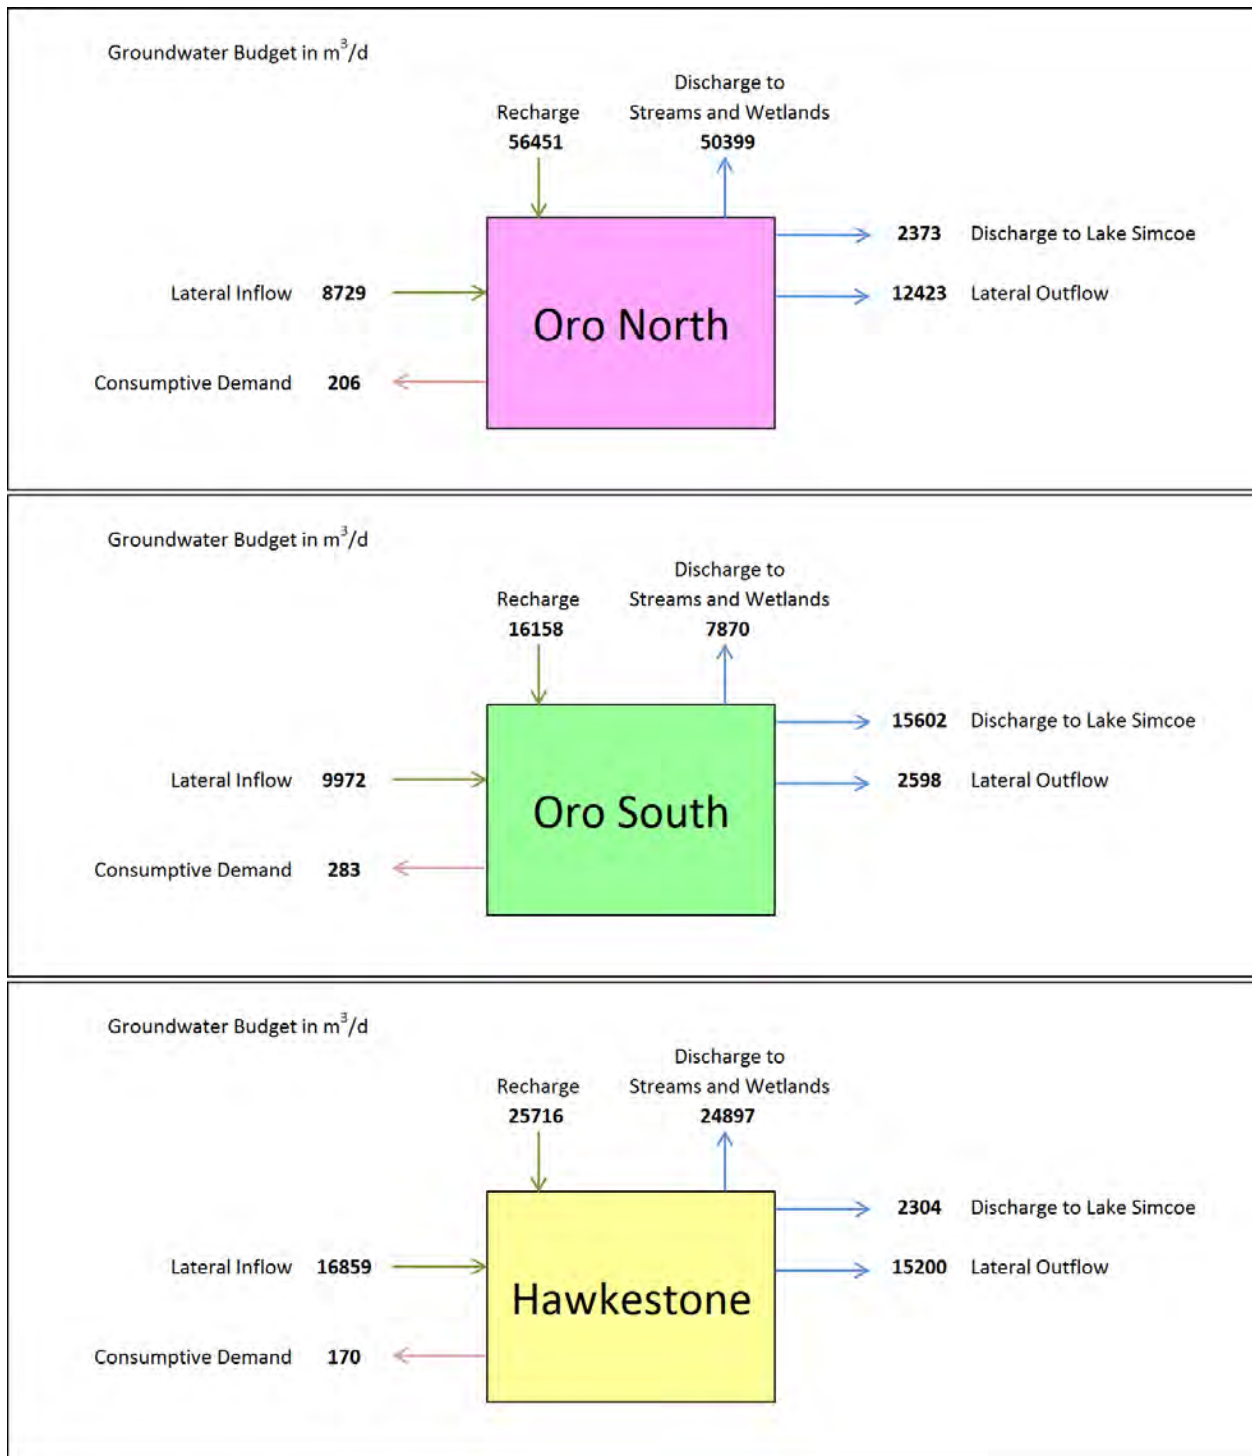 Groundwater Budget in m³/d
Discharge to
Recharge Streams and Wetlands
56451 50399
2373 Discharge to Lake Simcoe
Lateral Inflow 8729 12423 Lateral Outflow
Oro North
Consumptive Demand 206
Groundwater Budget in m³/d
Discharge to
Recharge Streams and Wetlands
16158 7870
15602 Discharge to Lake Simcoe
Lateral Inflow 9972 2598 Lateral Outflow
Oro South
Consumptive Demand 283
Groundwater Budget in m³/d
Discharge to
Recharge Streams and Wetlands
25716 24897
2304 Discharge to Lake Simcoe
Lateral Inflow 16859 15200 Lateral Outflow
Hawkestone
Consumptive Demand 170